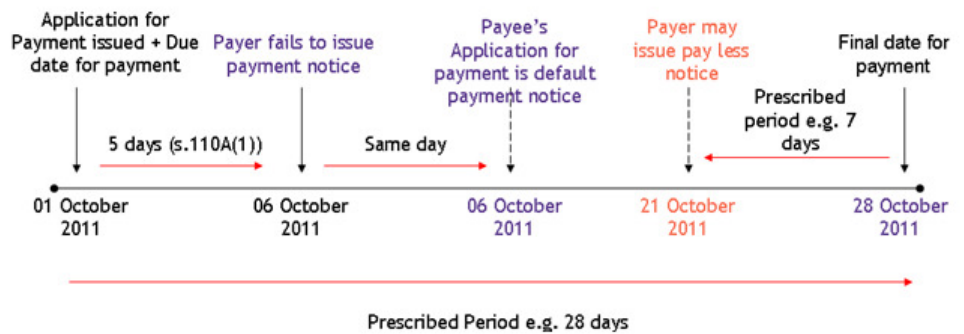 Application for
Payment issued + Due
date for payment
Payer fails to issue
payment notice
Payee's
Application for
payment is default
payment notice
Payer may
issue pay less
notice
Final date for
payment
5 days (s.110A(1))
Same day
Prescribed
period e.g. 7
days
01 October
2011
06 October
2011
06 October
2011
21 October
2011
28 October
2011
Prescribed Period e.g. 28 days